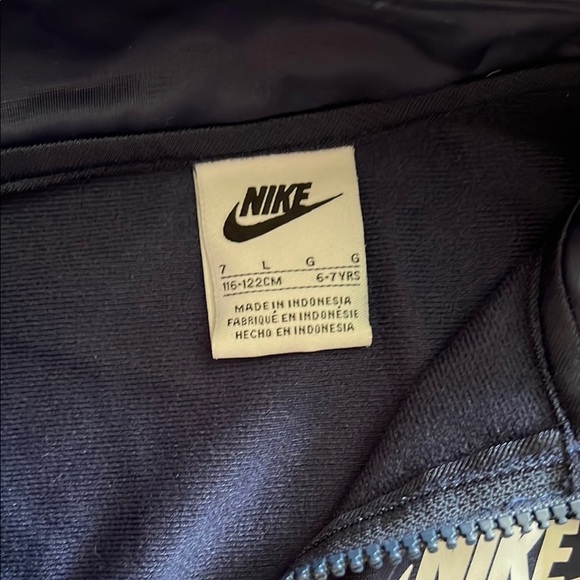 NIKE
7 L G G
116-122CM 6-7YRS
MADE IN INDONESIA
FABRIQUÉ EN INDONÉSIE
HECHO EN INDONESIA
NIKE